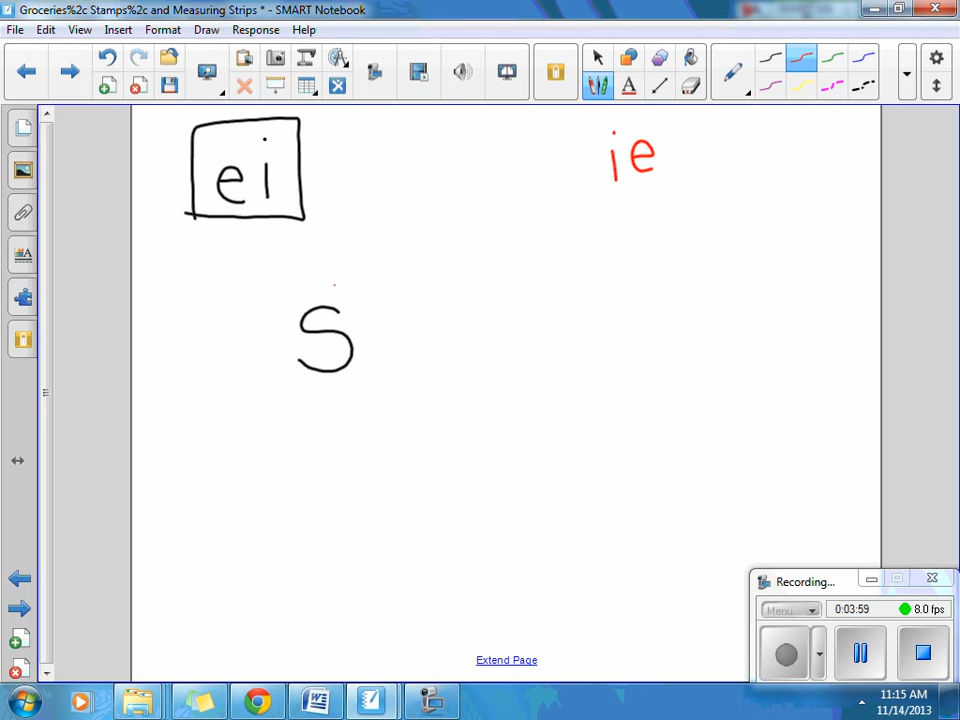 Groceries%2c Stamps%2c and Measuring Strips * - SMART Notebook
File Edit View Insert Format Draw Response Help
ei ie
S
Recording...
Menu 0:03:59 8.0 fps
Extend Page
11:15 AM
11/14/2013